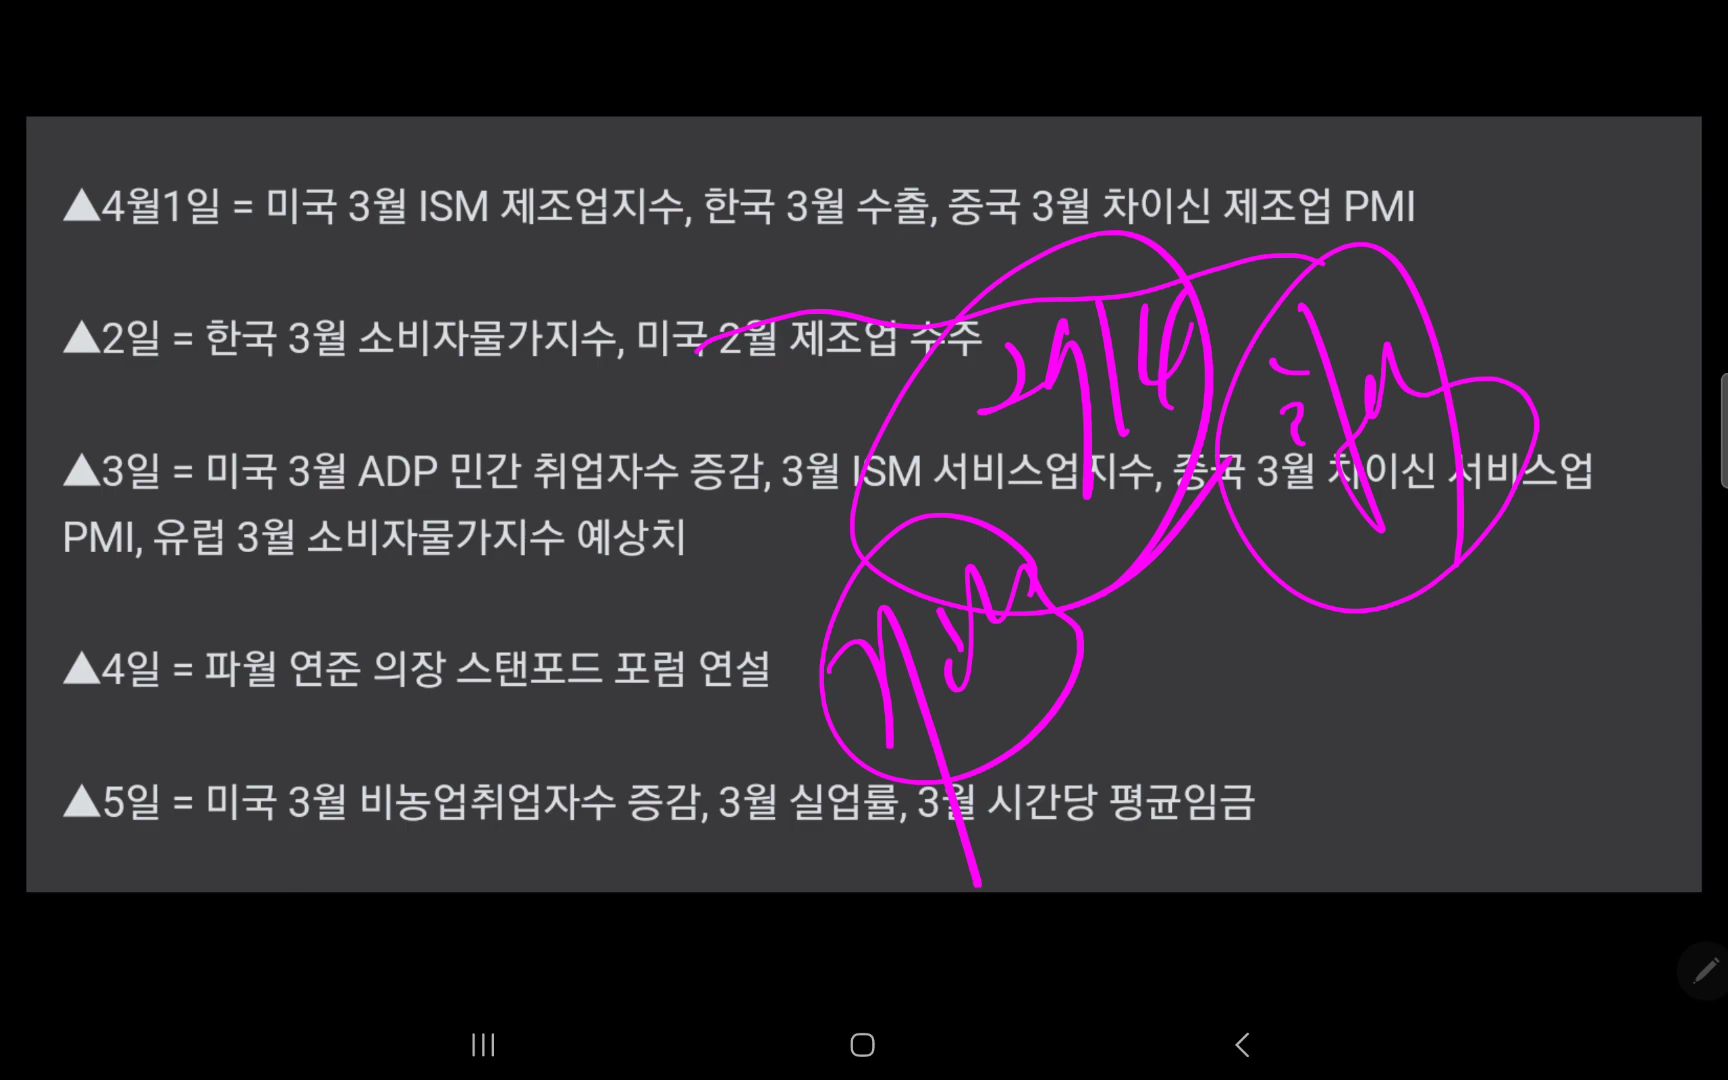 ▲4월1일 = 미국 3월 ISM 제조업지수, 한국 3월 수출, 중국 3월 차이신 제조업 PMI
▲2일 = 한국 3월 소비자물가지수, 미국 2월 제조업 수주
▲3일 = 미국 3월 ADP 민간 취업자수 증감, 3월 ISM 서비스업지수, 중국 3월 차이신 서비스업
PMI, 유럽 3월 소비자물가지수 예상치
▲4일 = 파월 연준 의장 스탠포드 포럼 연설
▲5일 = 미국 3월 비농업취업자수 증감, 3월 실업률, 3월 시간당 평균임금